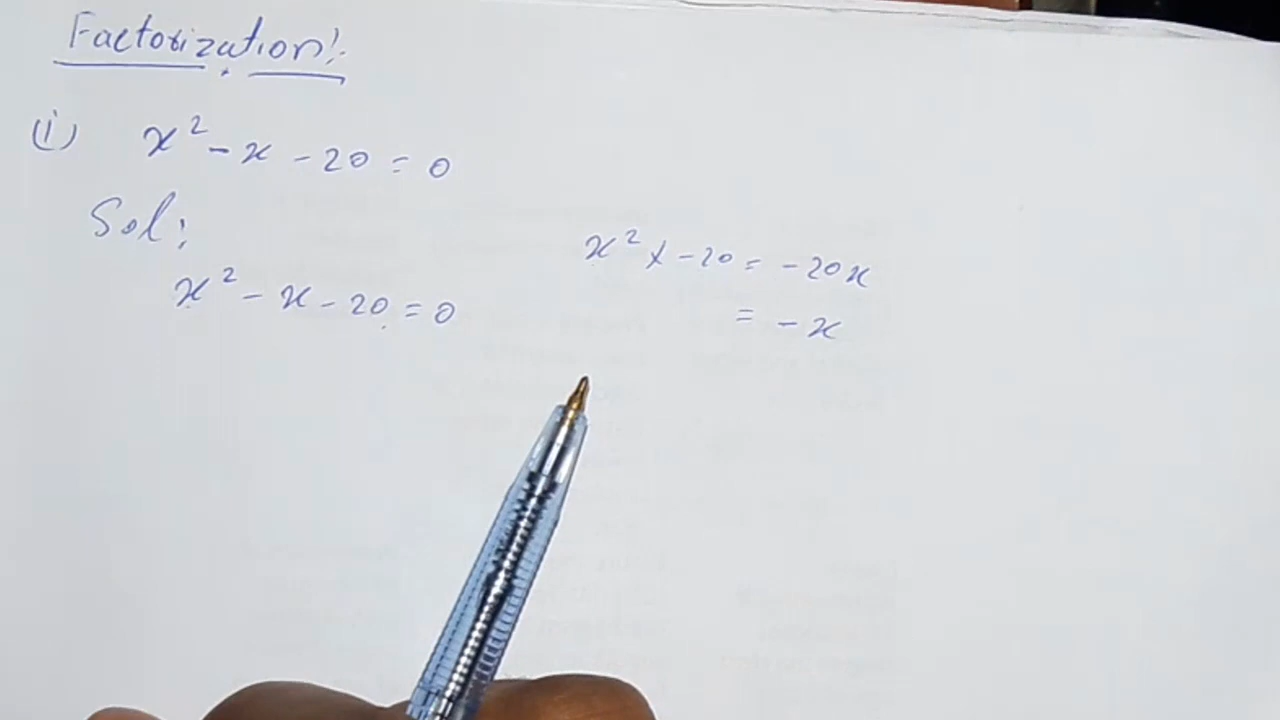 Factorization:
(i) x² - x - 20 = 0
Sol:
x² - x - 20 = 0
x² × -20 = -20x
= -x